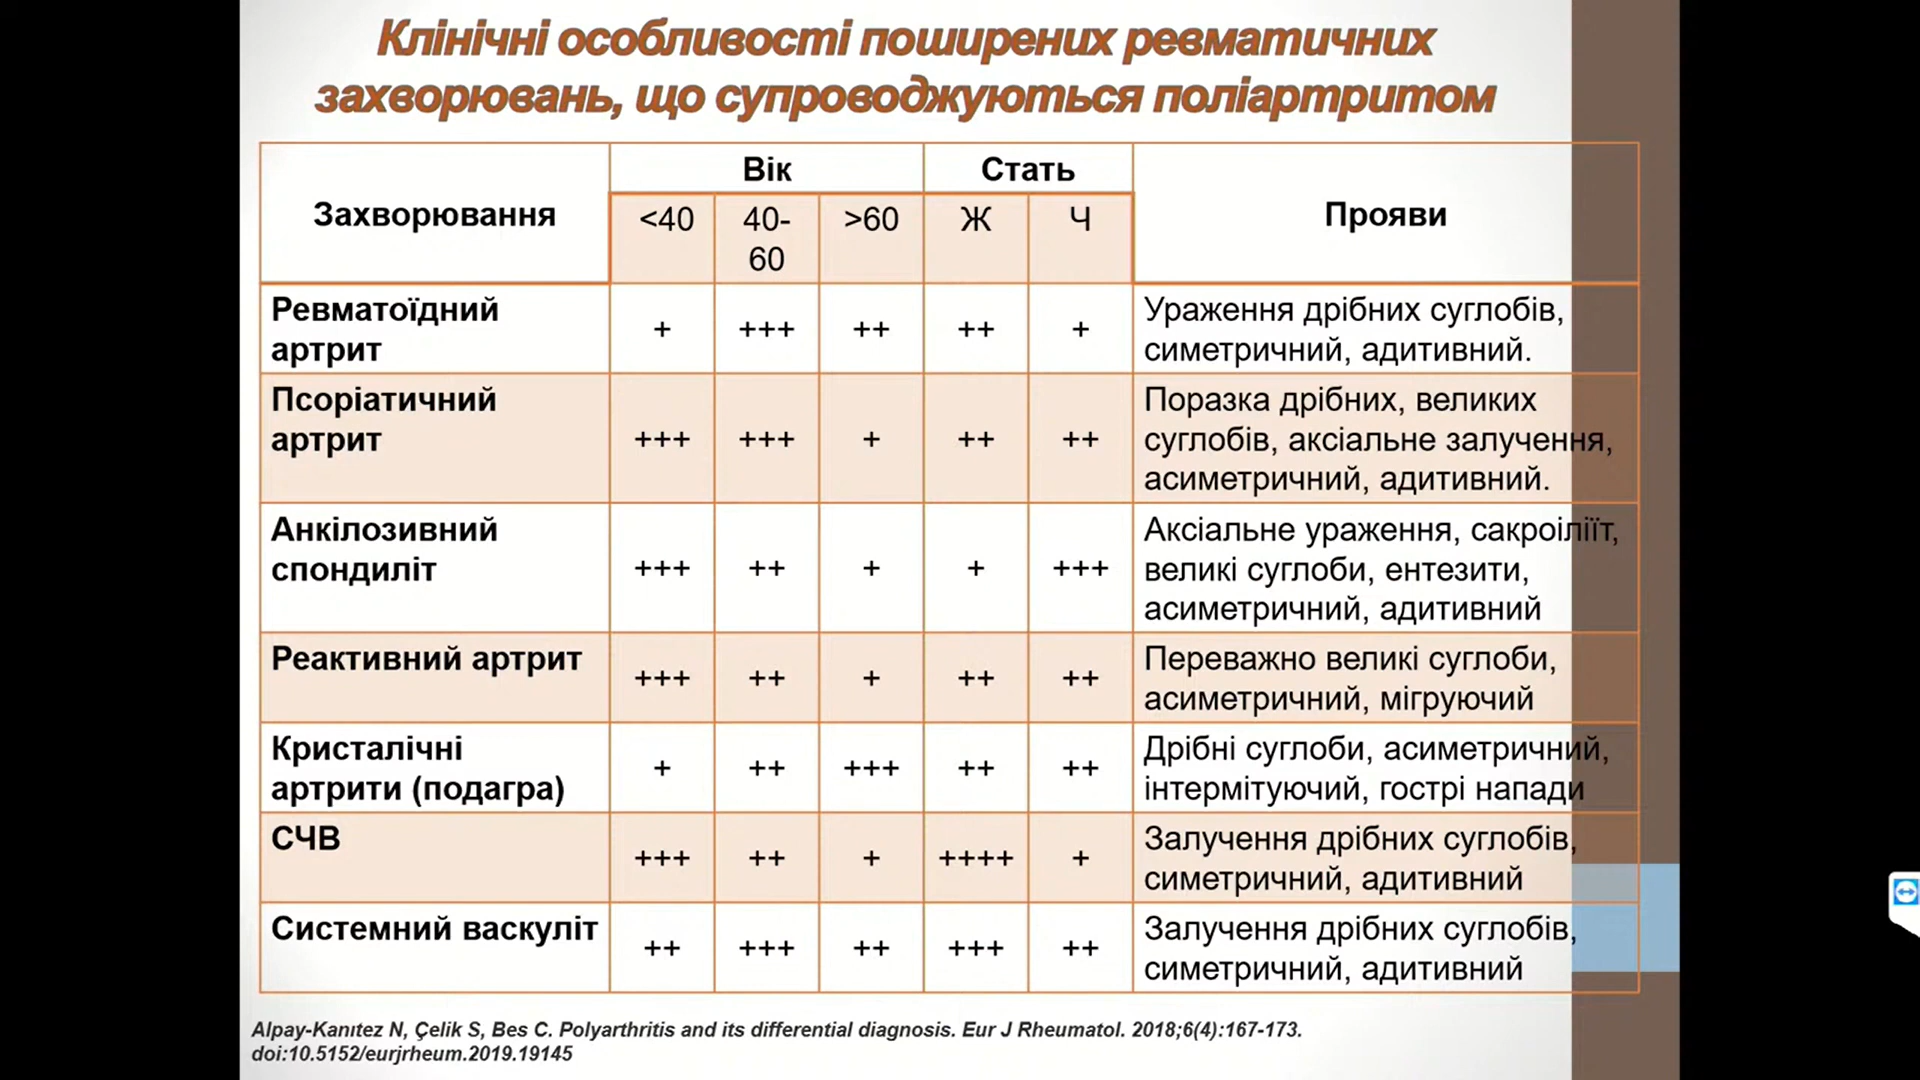 Клінічні особливості поширених ревматичних
захворювань, що супроводжуються поліартритом
Захворювання
Вік
Стать
Прояви
<40
40-
60
>60
Ж
Ч
Ревматоїдний
артрит
+
+++
++
++
+
Ураження дрібних суглобів,
симетричний, адитивний.
Псоріатичний
артрит
+++
+++
+
++
++
Поразка дрібних, великих
суглобів, аксіальне залучення,
асиметричний, адитивний.
Анкілозивний
спондиліт
+++
++
+
+
+++
Аксіальне ураження, сакроіліїт,
великі суглоби, ентезити,
асиметричний, адитивний
Реактивний артрит
+++
++
+
++
++
Переважно великі суглоби,
асиметричний, мігруючий
Кристалічні
артрити (подагра)
+
++
+++
++
++
Дрібні суглоби, асиметричний,
інтермітуючий, гострі напади
СЧВ
+++
++
+
++++
+
Залучення дрібних суглобів,
симетричний, адитивний
Системний васкуліт
++
+++
++
+++
++
Залучення дрібних суглобів,
симетричний, адитивний
Alpay-Kanıtez N, Çelik S, Bes C. Polyarthritis and its differential diagnosis. Eur J Rheumatol. 2018;6(4):167-173.
doi:10.5152/eurjrheum.2019.19145